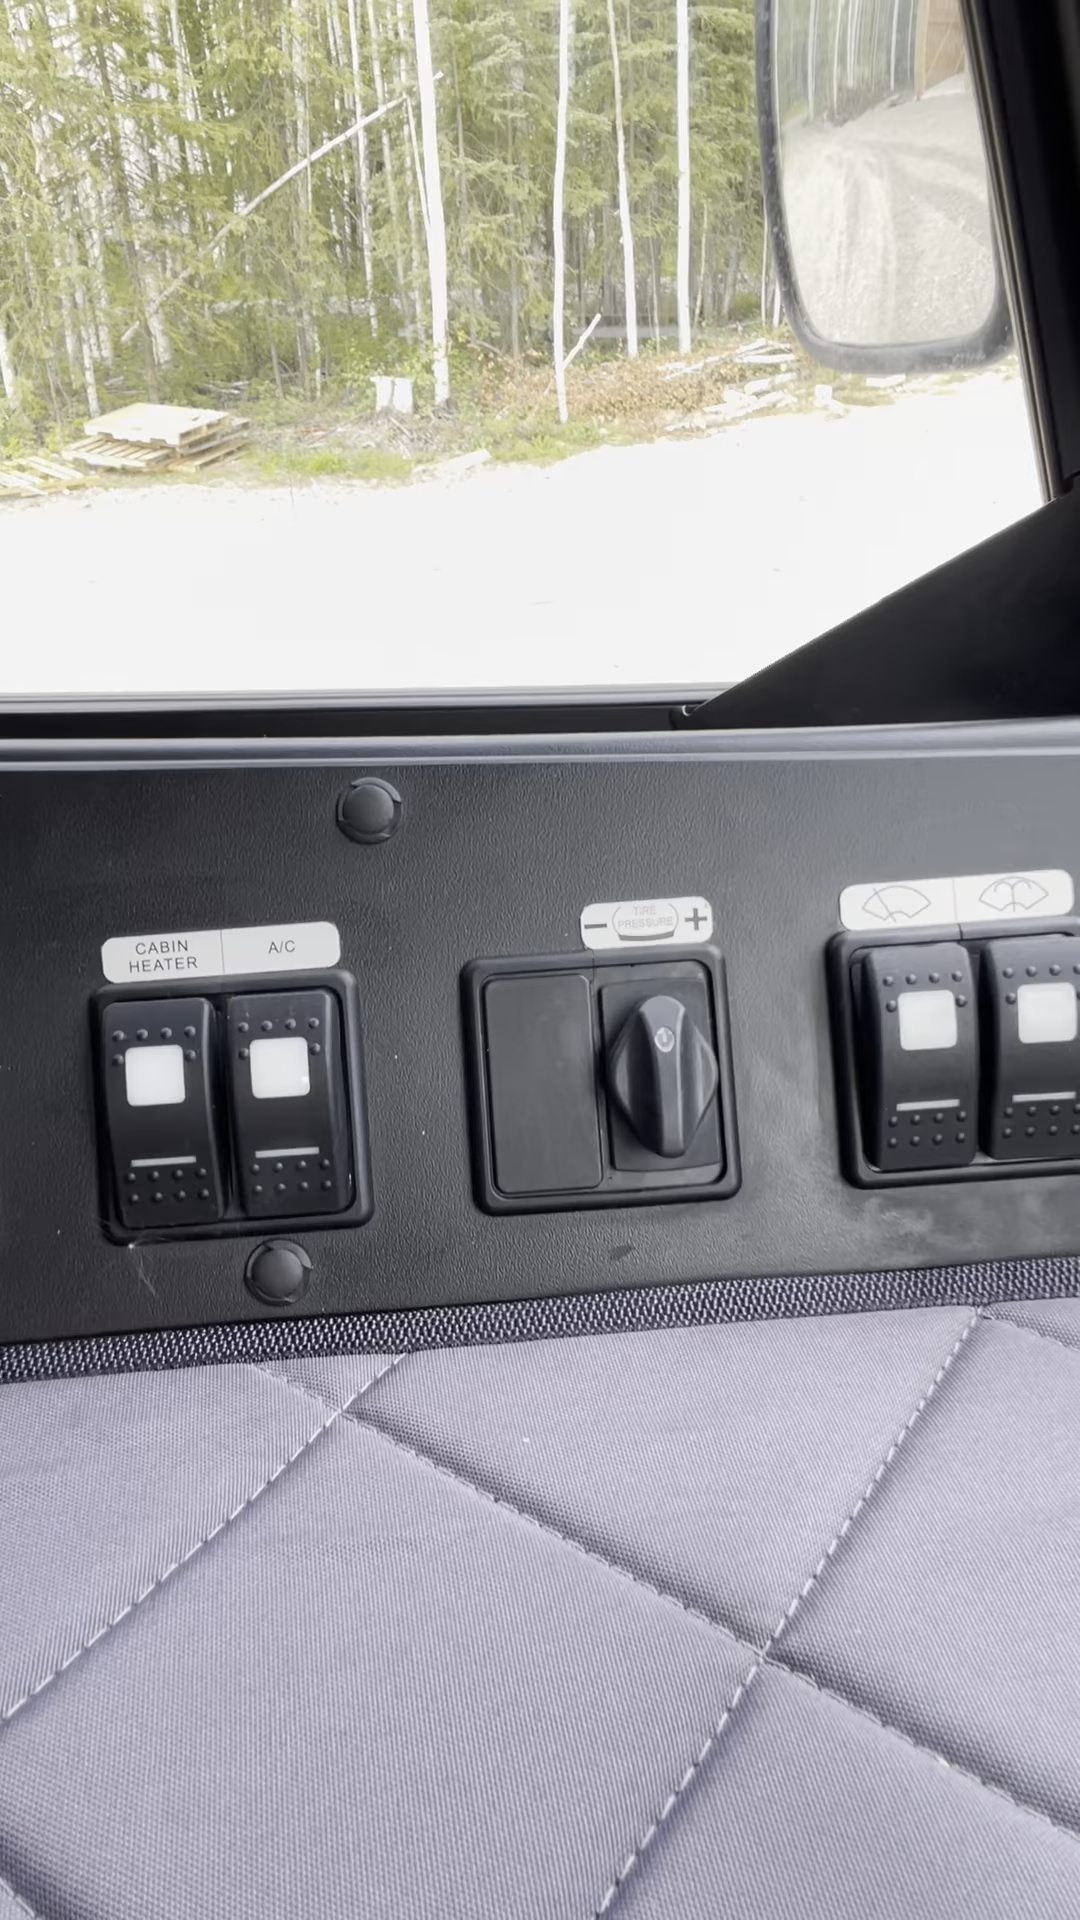 CABIN
HEATER
A/C
− TIRE
PRESSURE +